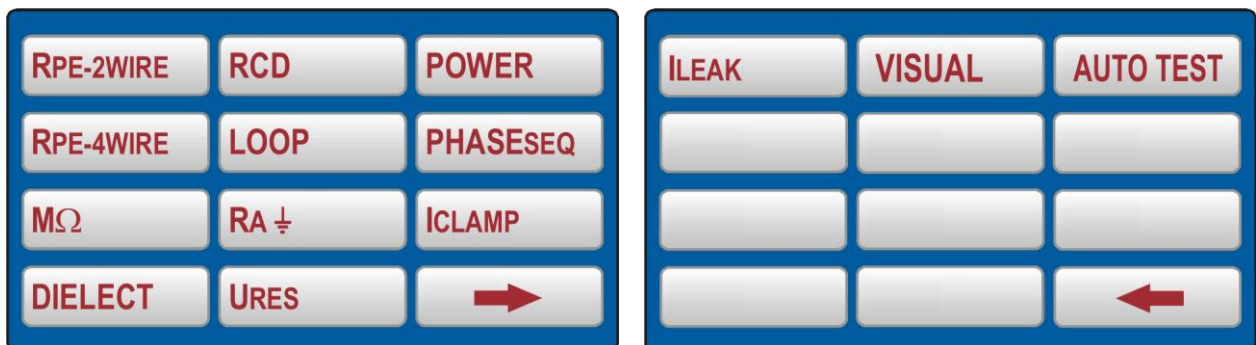 RPE-2WIRE RCD POWER
RPE-4WIRE LOOP PHASESEQ
MΩ RA ⏚ ICLAMP
DIELECT URES
ILEAK VISUAL AUTO TEST